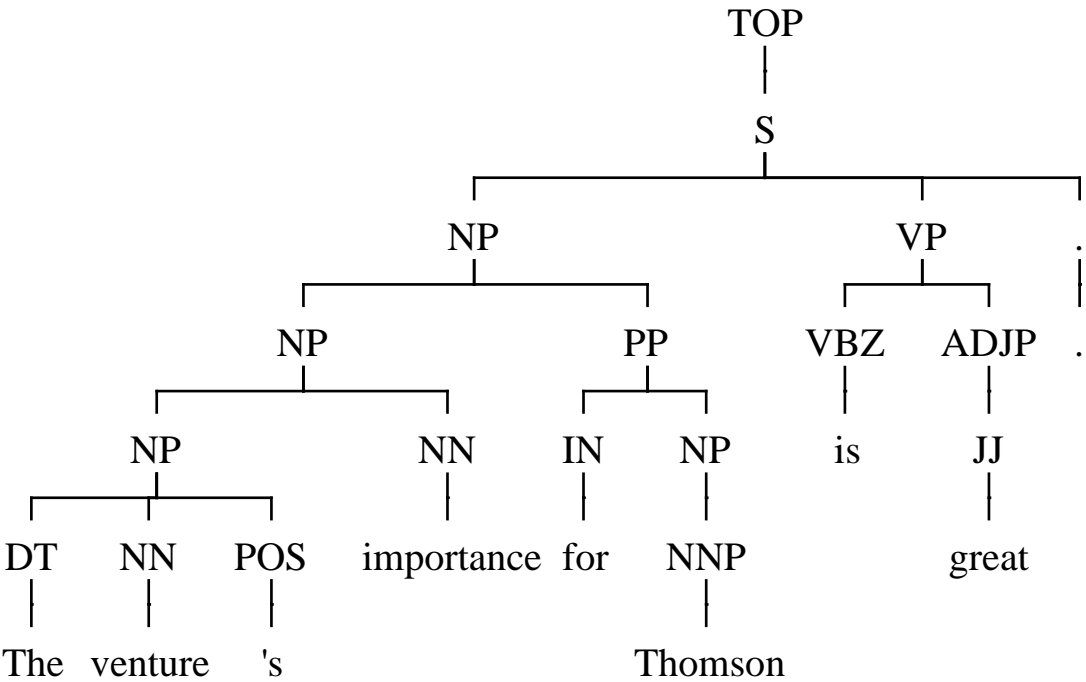 TOP
S
NP VP .
NP PP VBZ ADJP .
NP NN IN NP is JJ
DT NN POS importance for NNP great
The venture 's Thomson